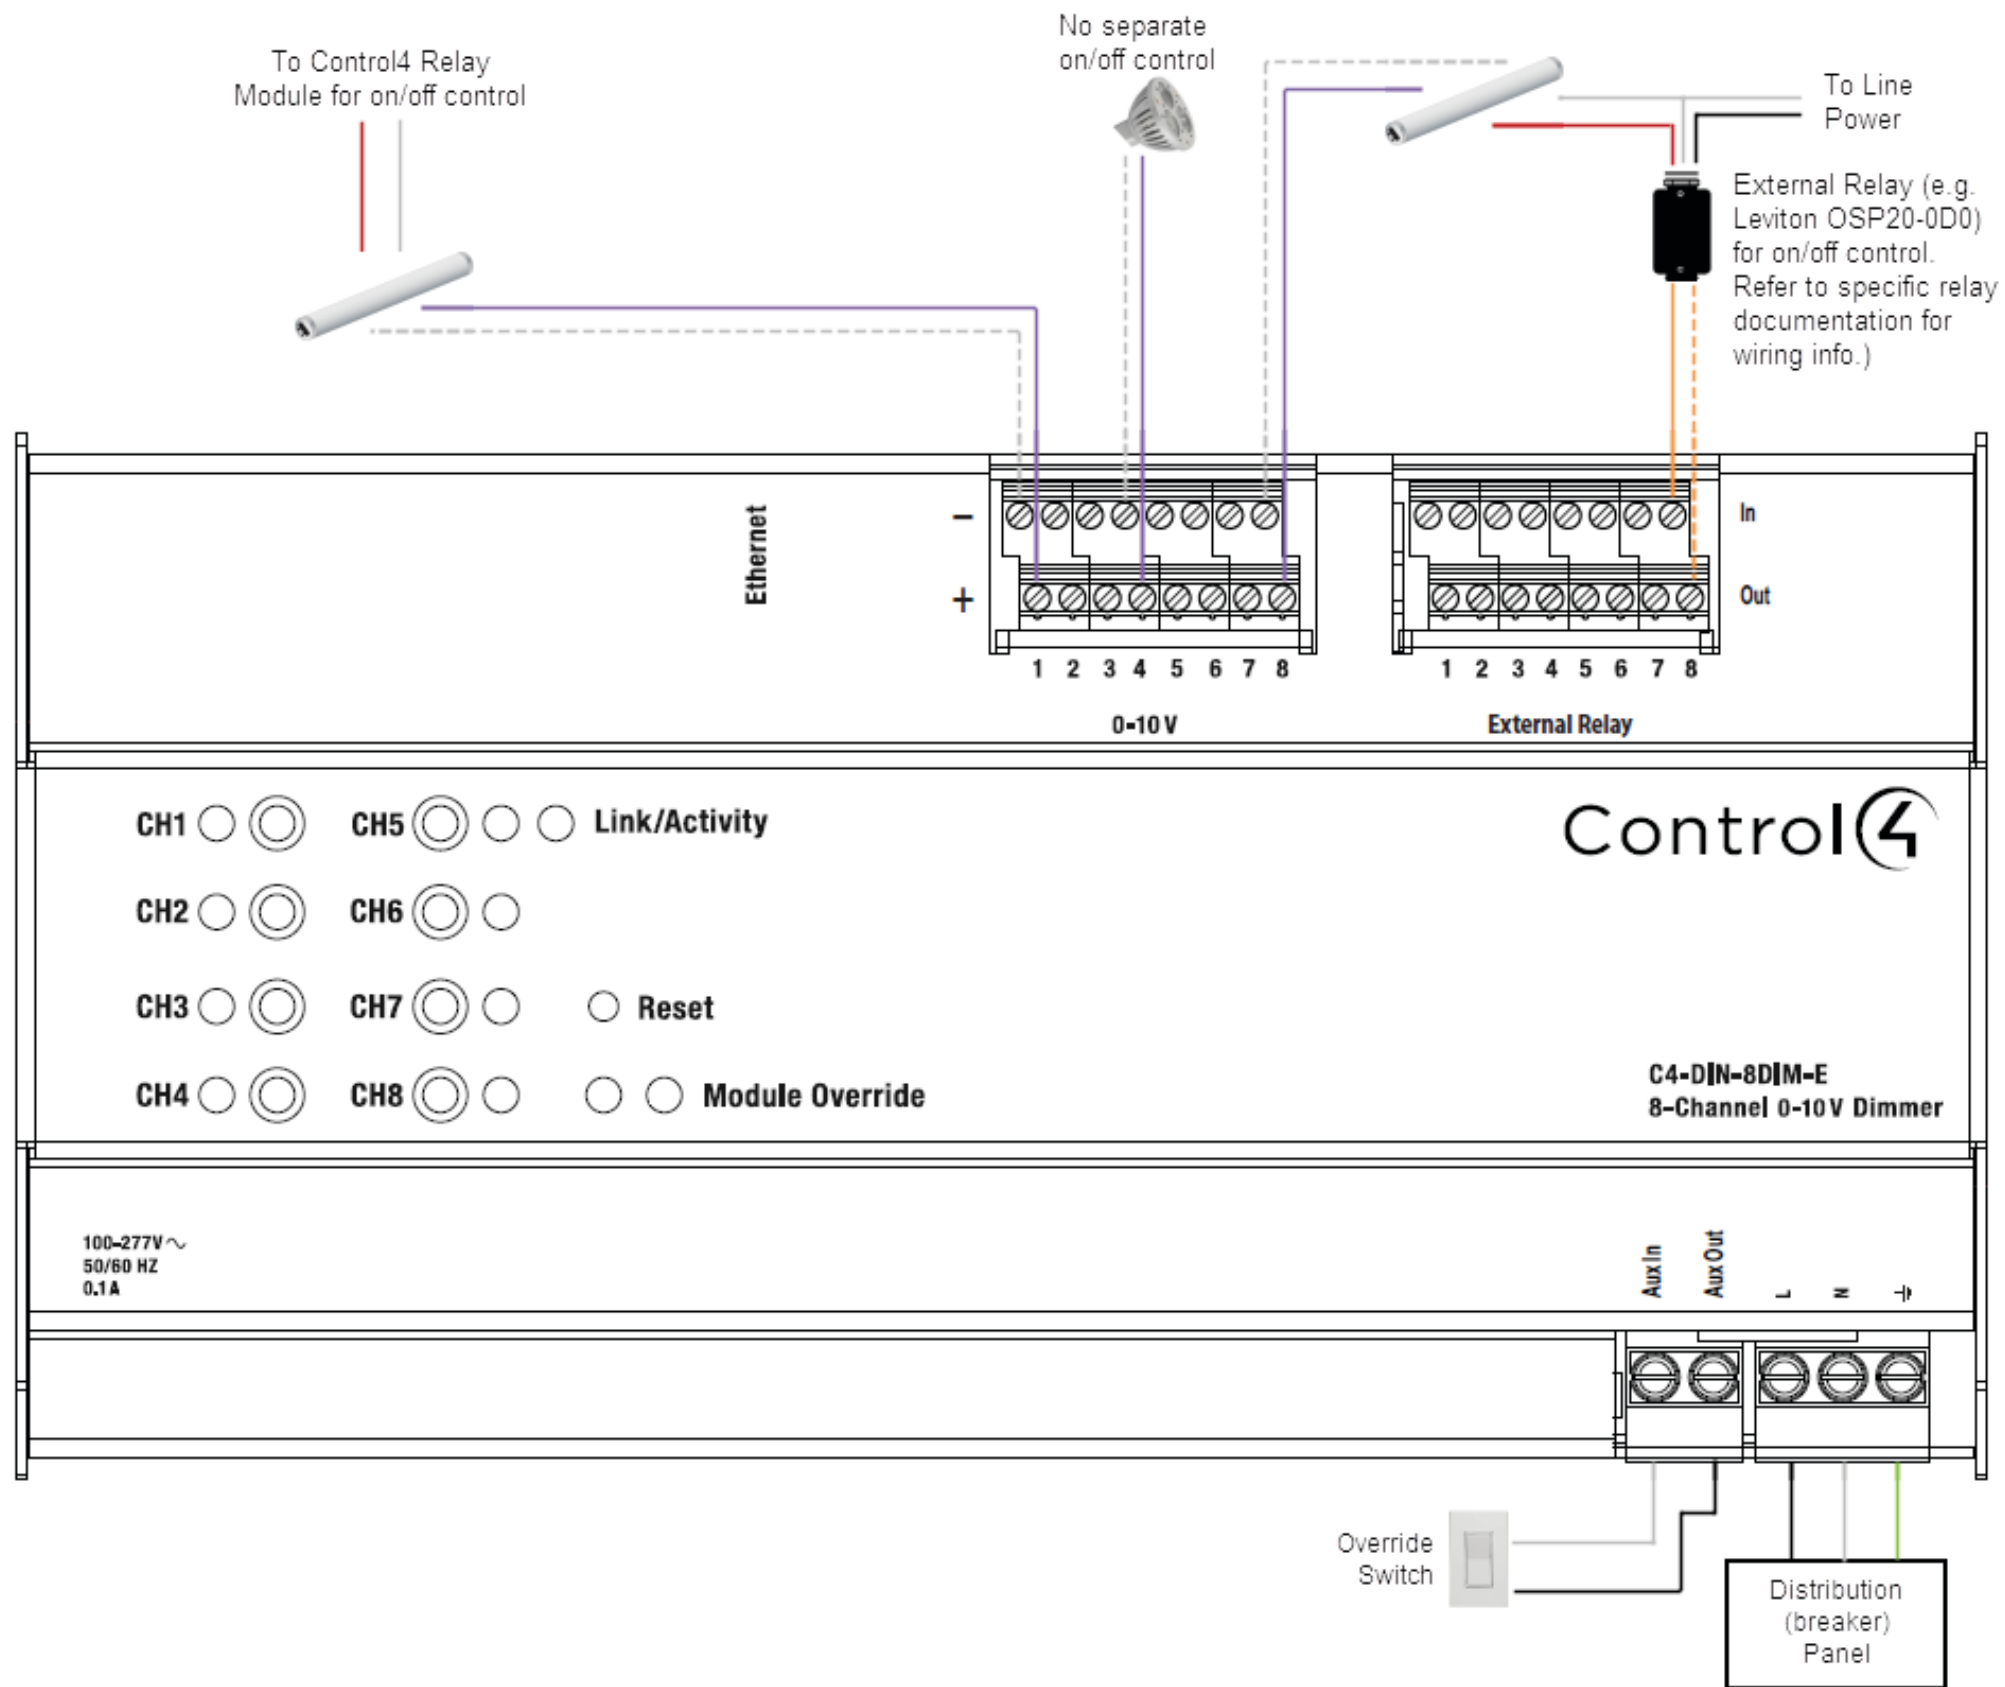 To Control4 Relay
Module for on/off control
No separate
on/off control
To Line
Power
External Relay (e.g.
Leviton OSP20-0D0)
for on/off control.
Refer to specific relay
documentation for
wiring info.)
Ethernet
−
+
1 2 3 4 5 6 7 8
0-10 V
In
Out
1 2 3 4 5 6 7 8
External Relay
CH1
CH5
Link/Activity
CH2
CH6
CH3
CH7
Reset
CH4
CH8
Module Override
Control4
C4-DIN-8DIM-E
8-Channel 0-10 V Dimmer
100-277V ~
50/60 HZ
0.1 A
Aux In
Aux Out
L
N
Override
Switch
Distribution
(breaker)
Panel